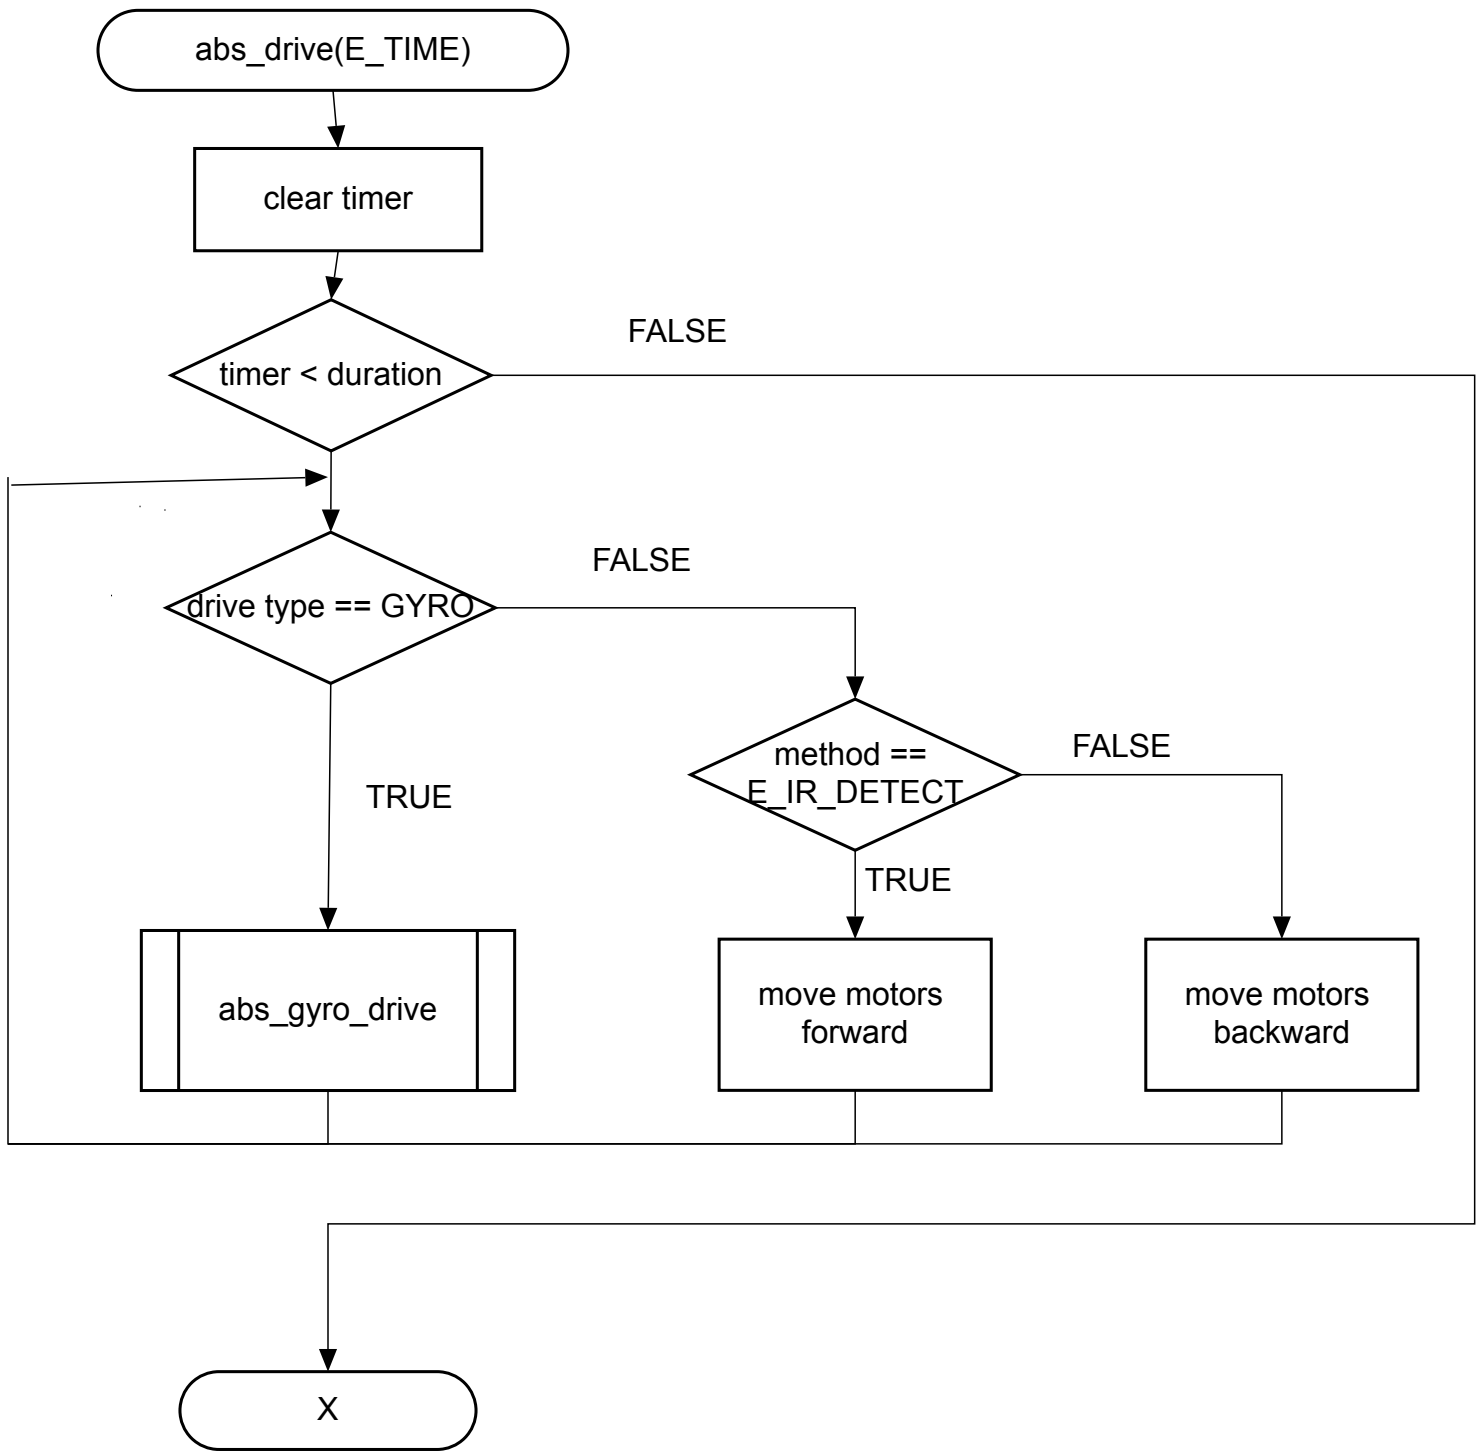 abs_drive(E_TIME)
clear timer
FALSE
timer < duration
FALSE
drive type == GYRO
FALSE
method ==
E_IR_DETECT
TRUE
TRUE
abs_gyro_drive
move motors
forward
move motors
backward
X